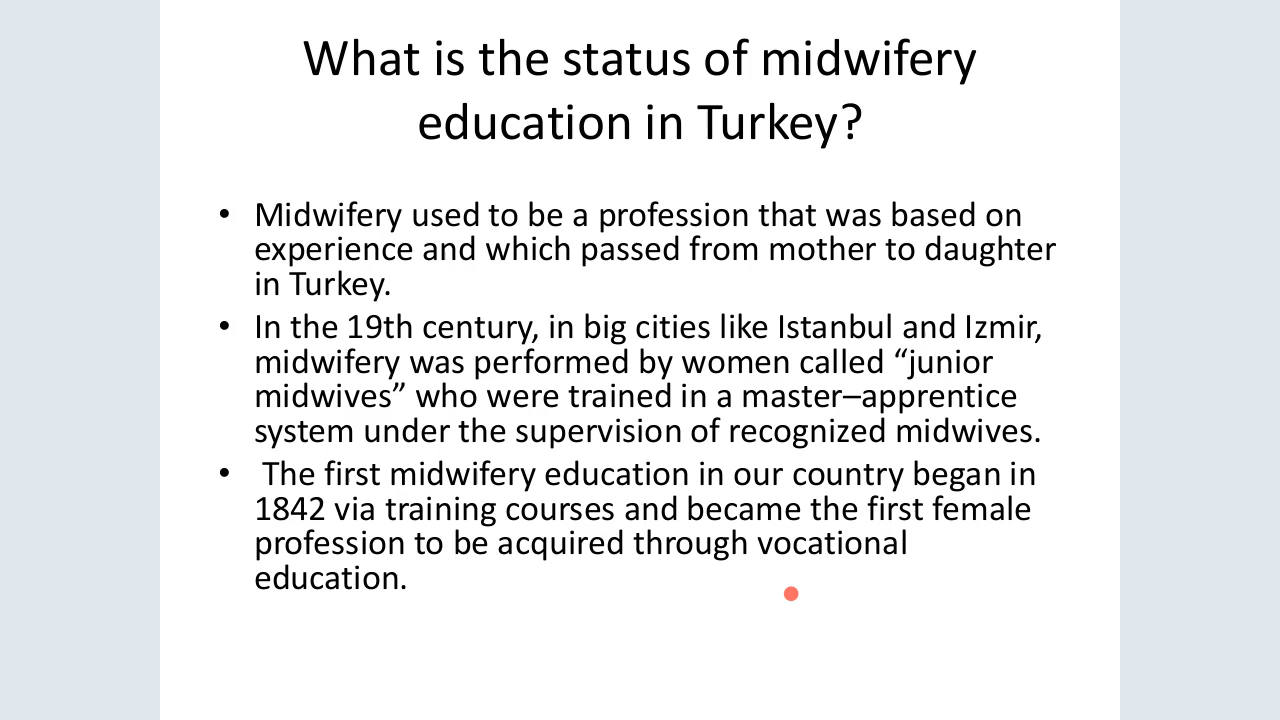 What is the status of midwifery
education in Turkey?
• Midwifery used to be a profession that was based on
experience and which passed from mother to daughter
in Turkey.
• In the 19th century, in big cities like Istanbul and Izmir,
midwifery was performed by women called “junior
midwives” who were trained in a master–apprentice
system under the supervision of recognized midwives.
• The first midwifery education in our country began in
1842 via training courses and became the first female
profession to be acquired through vocational
education.